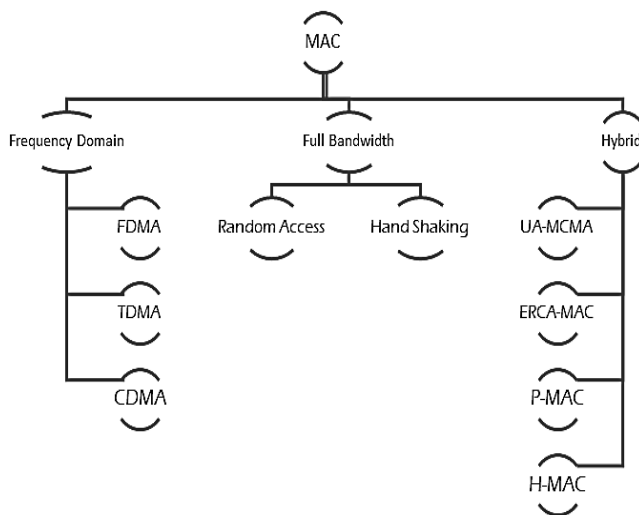 MAC
Frequency Domain
Full Bandwidth
Hybrid
FDMA
Random Access
Hand Shaking
UA-MCMA
TDMA
ERCA-MAC
CDMA
P-MAC
H-MAC